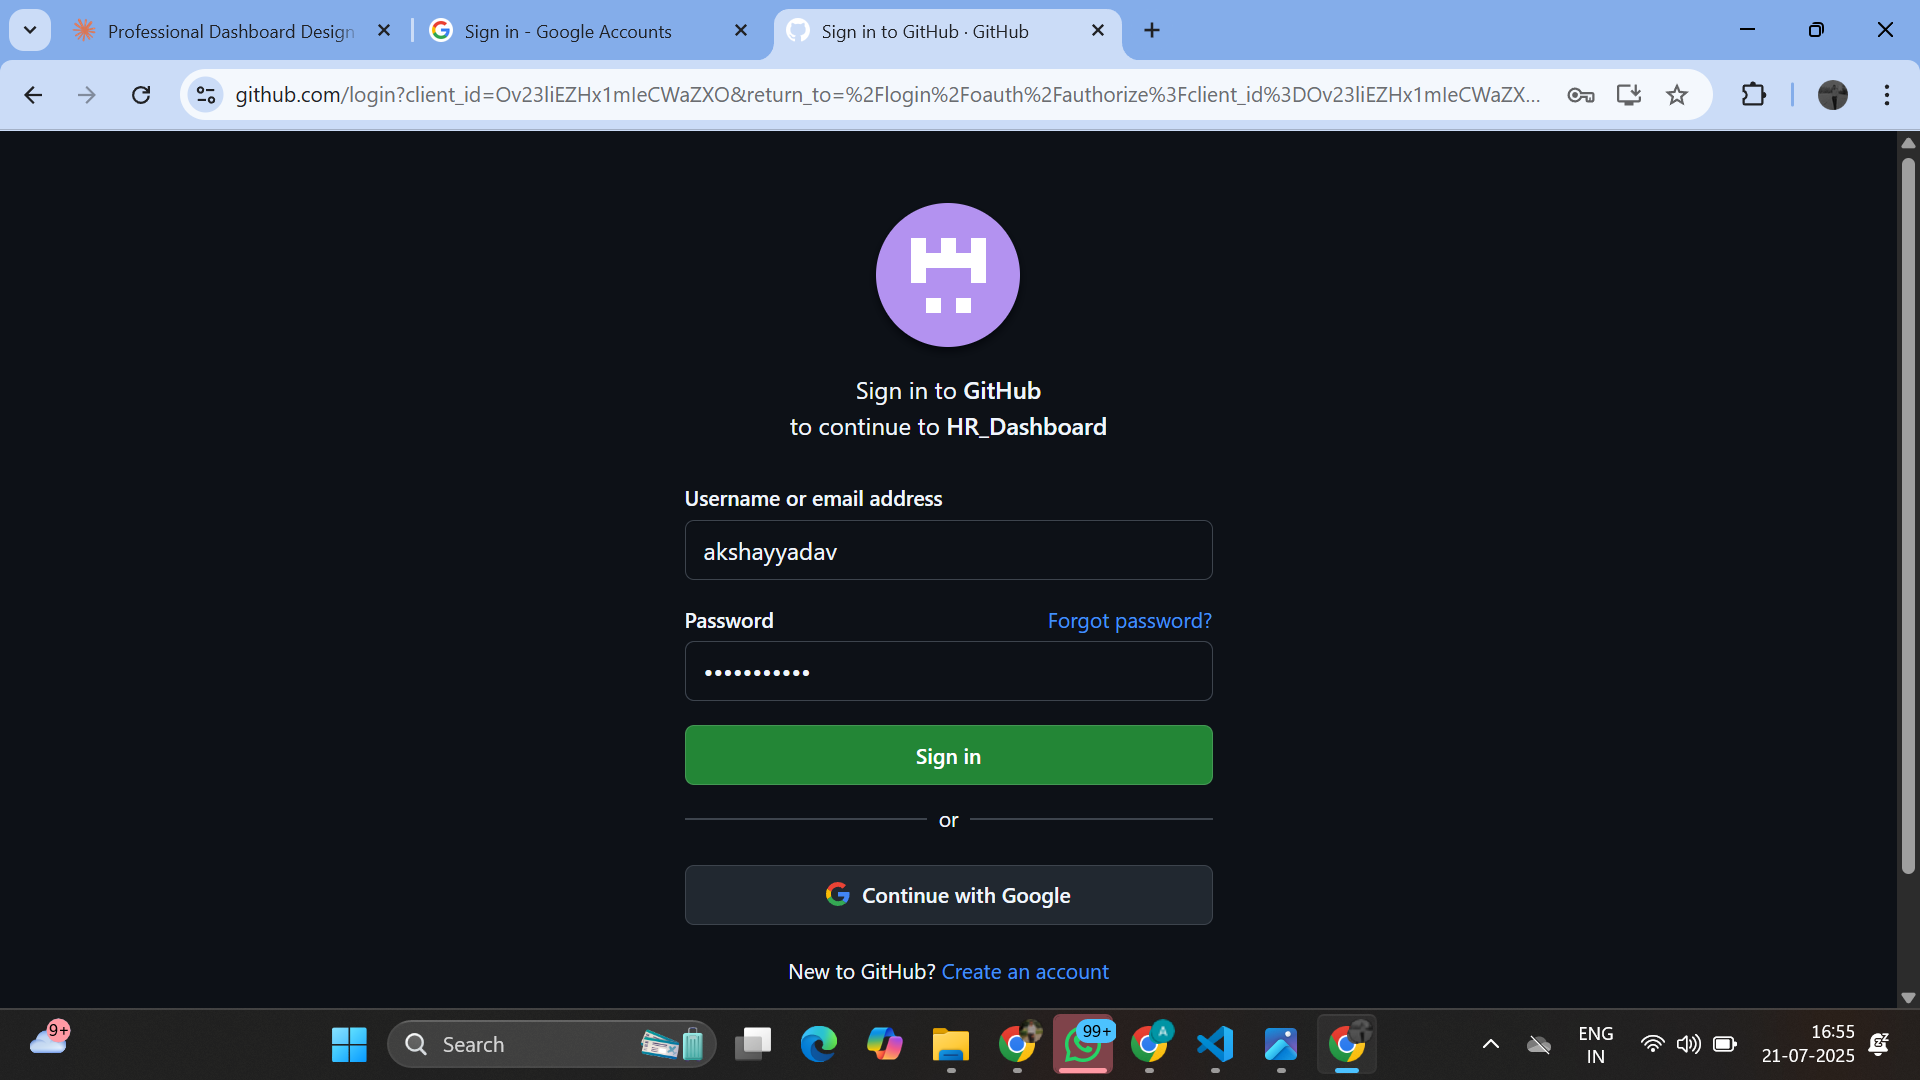 Professional Dashboard Design
Sign in - Google Accounts
Sign in to GitHub · GitHub
github.com/login?client_id=Ov23liEZHx1mIeCWaZXO&return_to=%2Flogin%2Foauth%2Fauthorize%3Fclient_id%3DOv23liEZHx1mIeCWaZX...
Sign in to GitHub
to continue to HR_Dashboard
Username or email address
akshayyadav
Password
Forgot password?
•••••••••••
Sign in
or
Continue with Google
New to GitHub? Create an account
9+
Search
99+
A
ENG
IN
16:55
21-07-2025